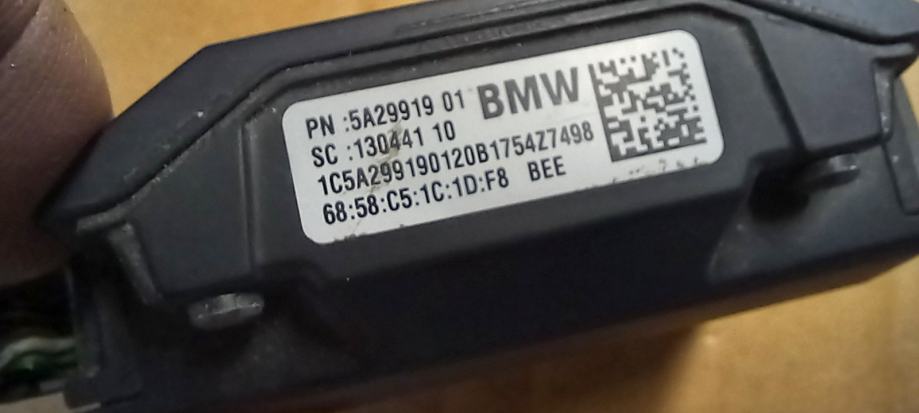 PN :5A29919 01 BMW
SC :130441 10
1C5A299190120B1754Z7498
68:58:C5:1C:1D:F8 BEE